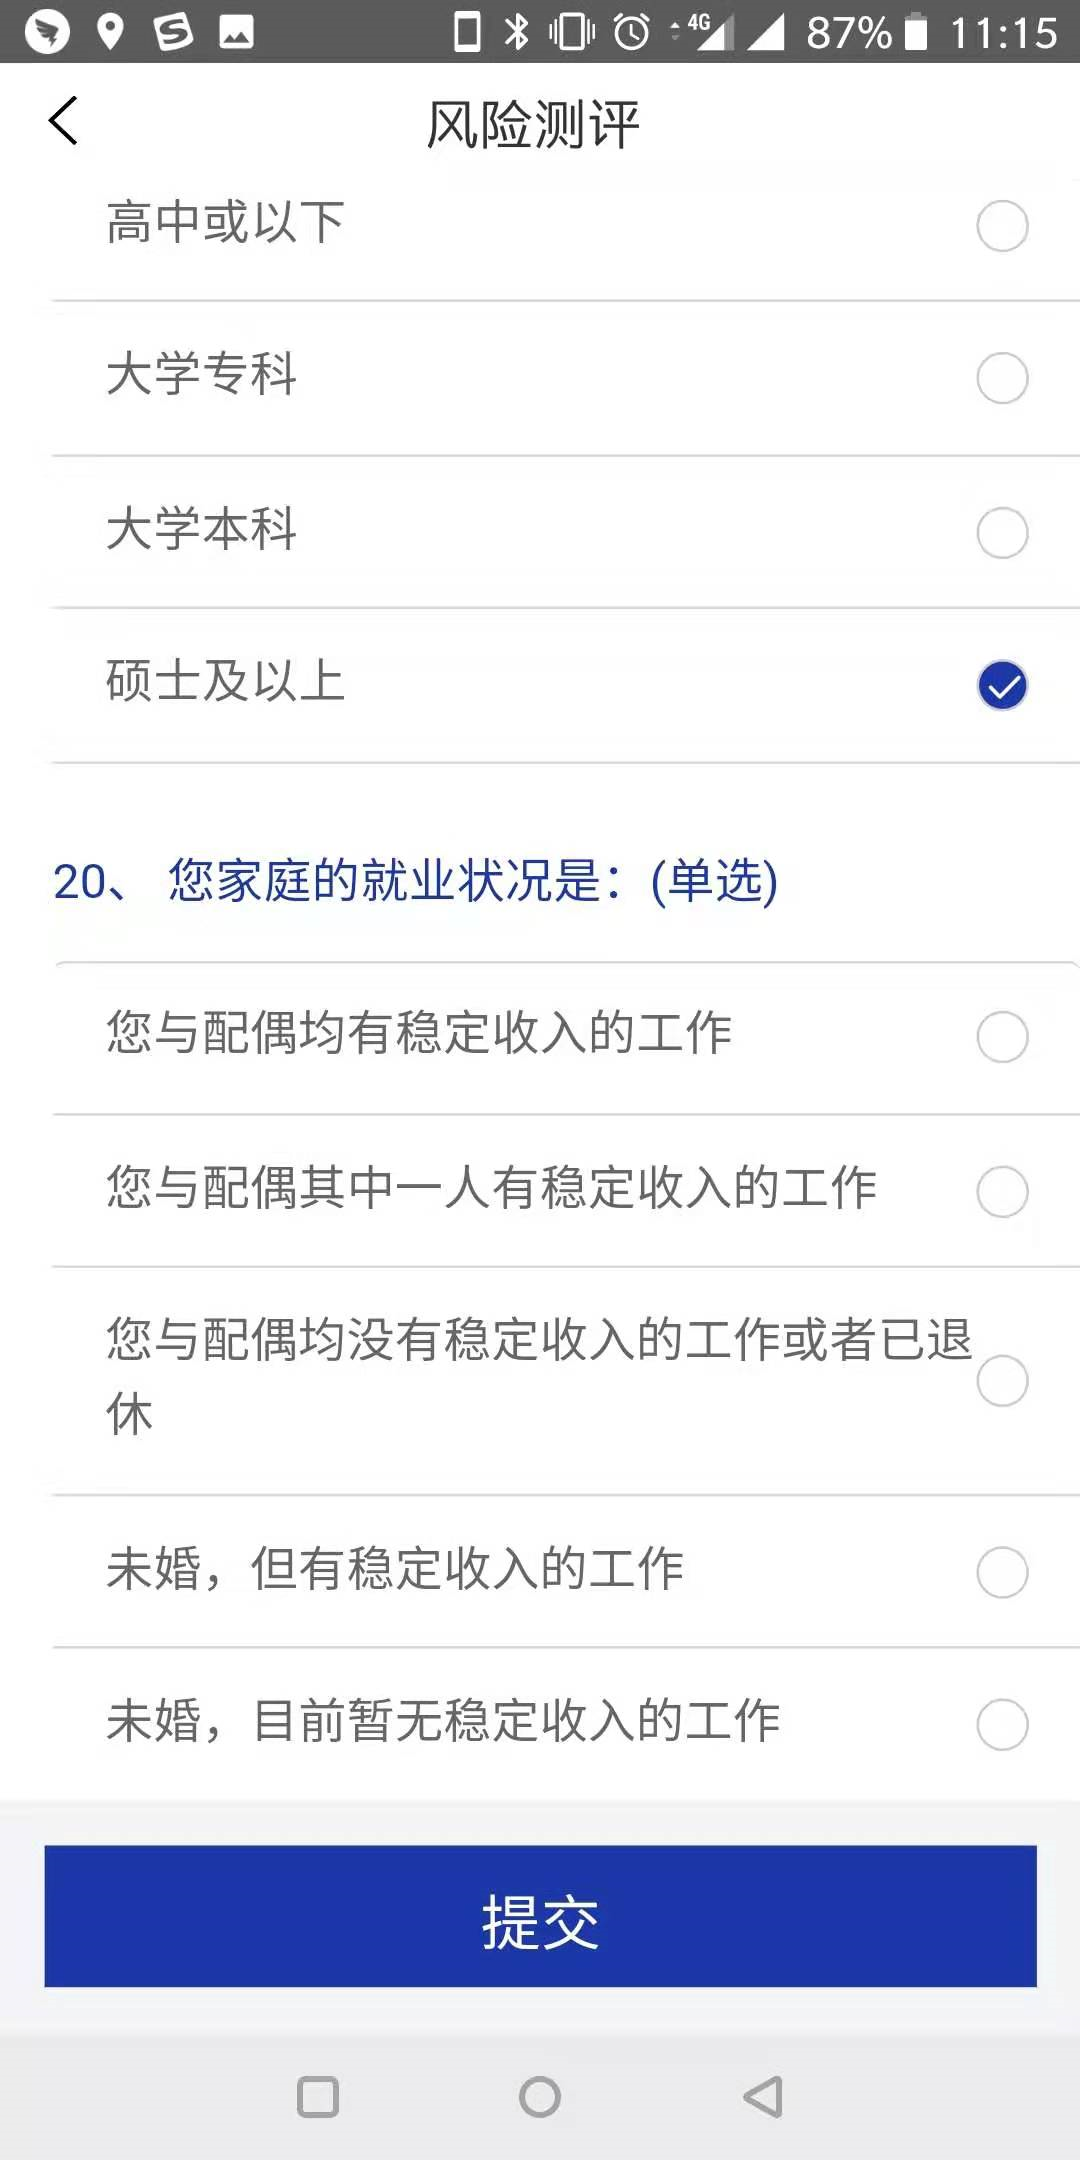 4G 87% 11:15
风险测评
高中或以下
大学专科
大学本科
硕士及以上
20、 您家庭的就业状况是：(单选)
您与配偶均有稳定收入的工作
您与配偶其中一人有稳定收入的工作
您与配偶均没有稳定收入的工作或者已退
休
未婚，但有稳定收入的工作
未婚，目前暂无稳定收入的工作
提交